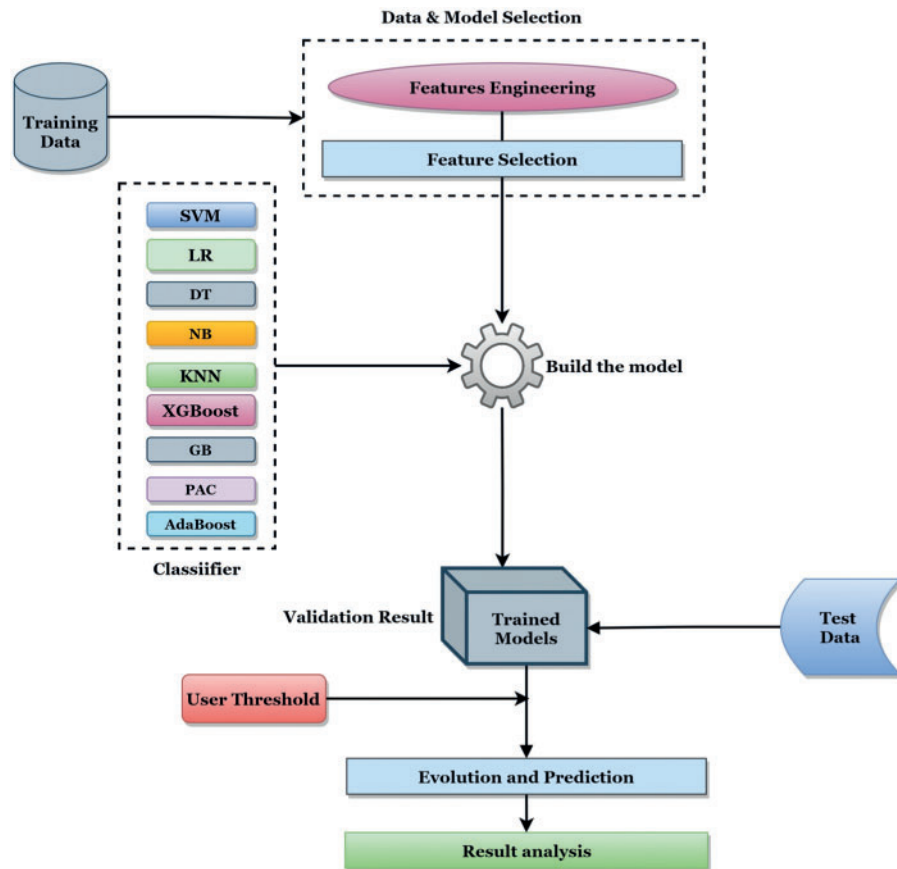 Data & Model Selection
Training
Data
Features Engineering
Feature Selection
SVM
LR
DT
NB
KNN
XGBoost
GB
PAC
AdaBoost
Classiifier
Build the model
Validation Result
Trained
Models
Test
Data
User Threshold
Evolution and Prediction
Result analysis